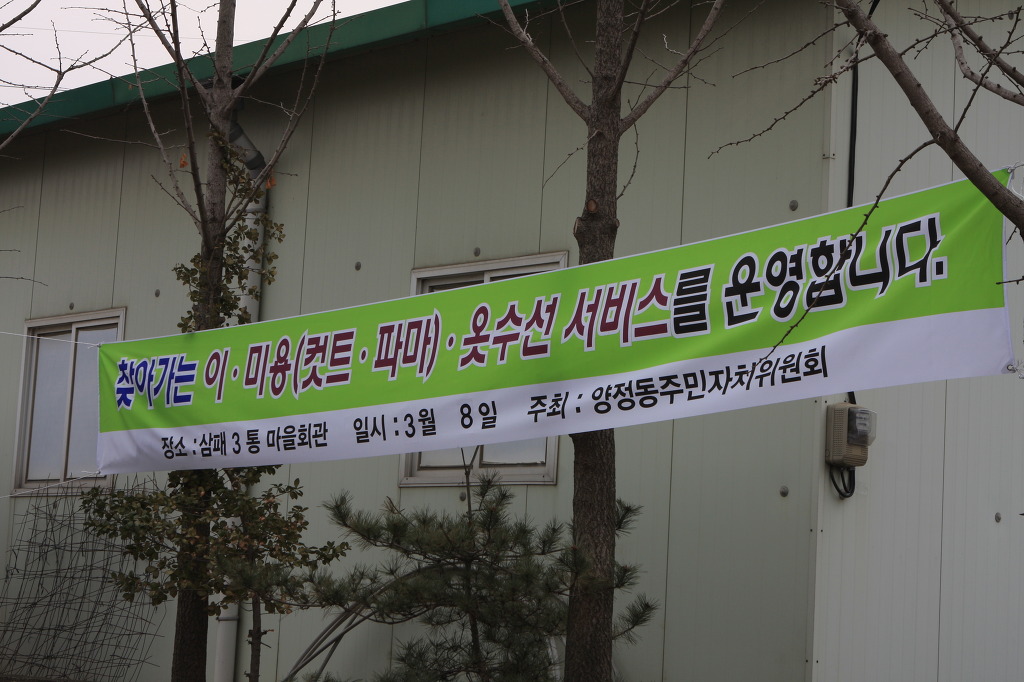 찾아가는 이·미용(컷트·파마)·옷수선 서비스를 운영합니다.
장소 : 삼패 3 통 마을회관 일시 : 3월 8일 주최 : 양정동주민자치위원회